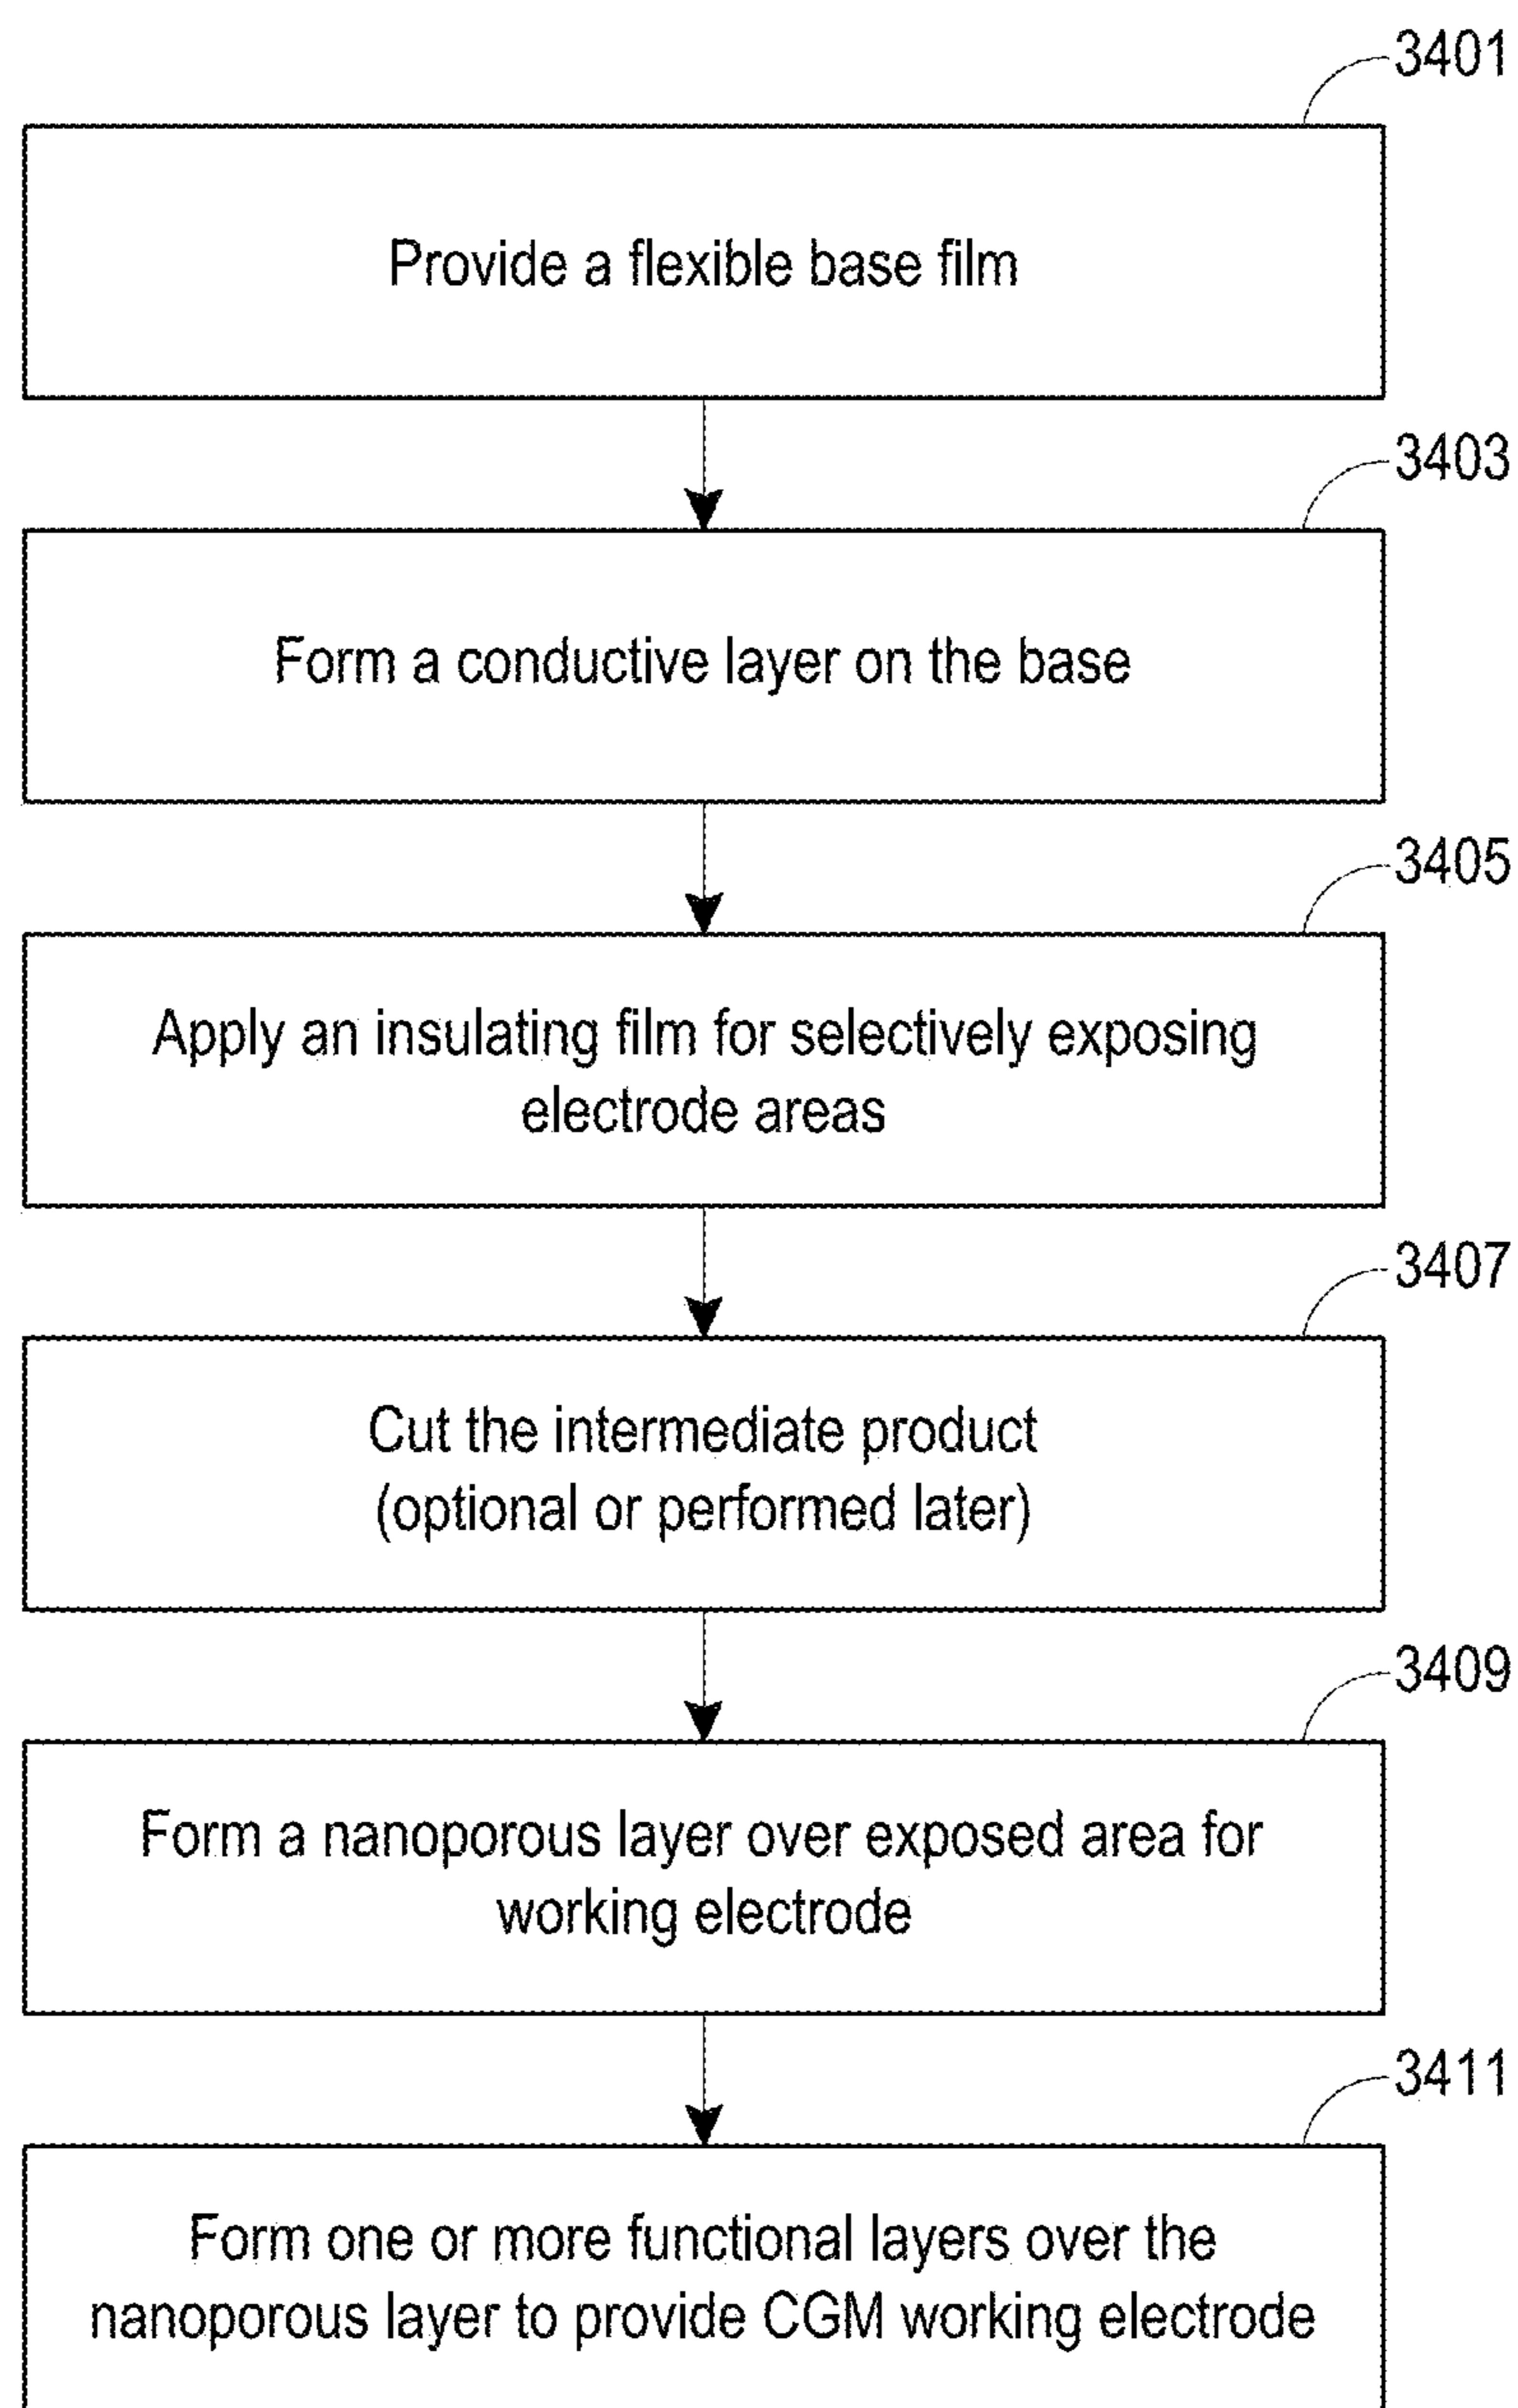 3401
Provide a flexible base film
3403
Form a conductive layer on the base
3405
Apply an insulating film for selectively exposing
electrode areas
3407
Cut the intermediate product
(optional or performed later)
3409
Form a nanoporous layer over exposed area for
working electrode
3411
Form one or more functional layers over the
nanoporous layer to provide CGM working electrode